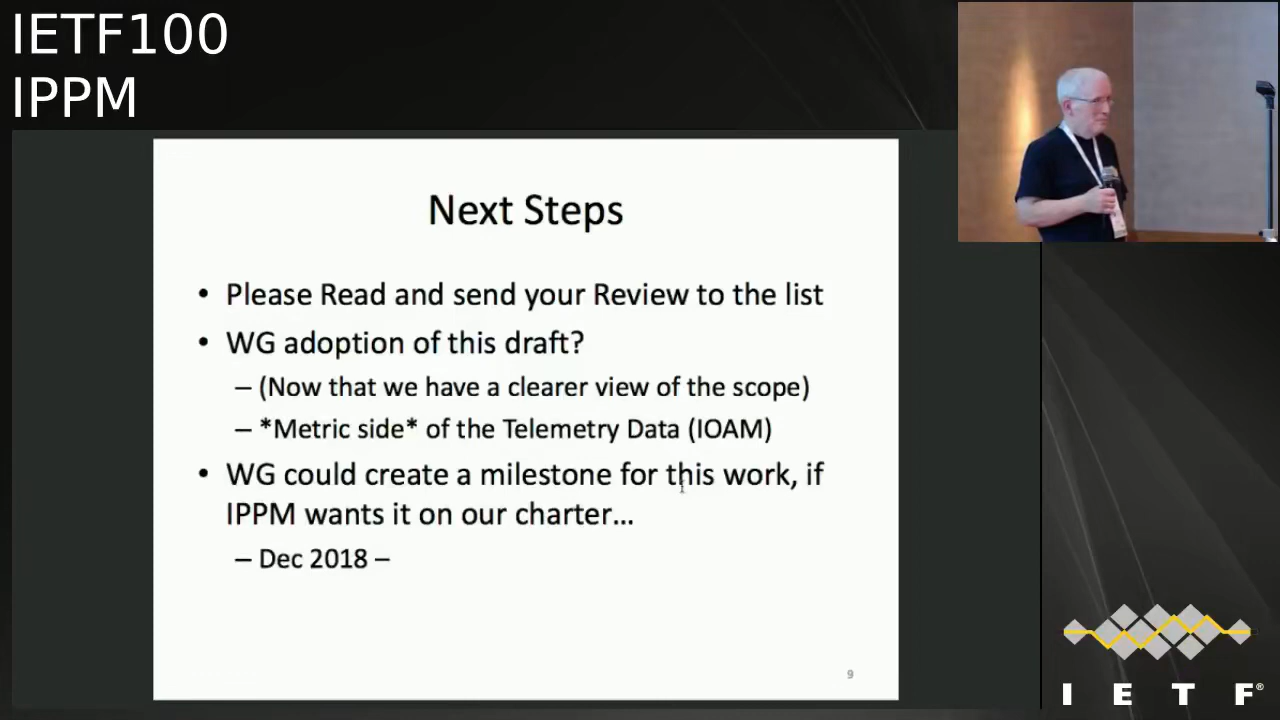 IETF100
IPPM
Next Steps
• Please Read and send your Review to the list
• WG adoption of this draft?
– (Now that we have a clearer view of the scope)
– *Metric side* of the Telemetry Data (IOAM)
• WG could create a milestone for this work, if
IPPM wants it on our charter...
– Dec 2018 –
9
I E T F®